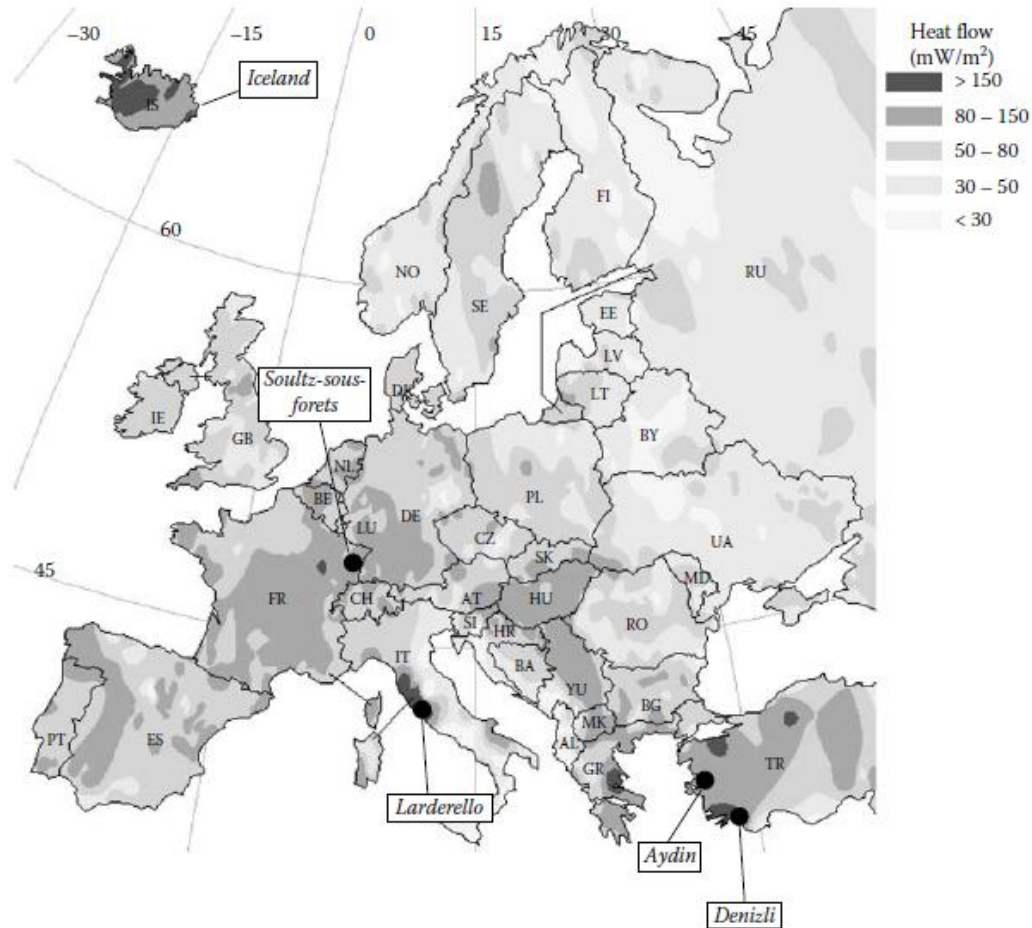 −30
−15
0
15
30
45
Heat flow
(mW/m²)
> 150
80 – 150
50 – 80
30 – 50
< 30
Iceland
IS
60
NO
SE
FI
RU
EE
LV
LT
BY
DK
Soultz-sous-
forets
IE
GB
NL
BE
LU
DE
PL
CZ
SK
UA
MD
45
FR
CH
AT
HU
SI
HR
RO
IT
BA
YU
BG
MK
AL
GR
TR
PT
ES
Larderello
Aydin
Denizli